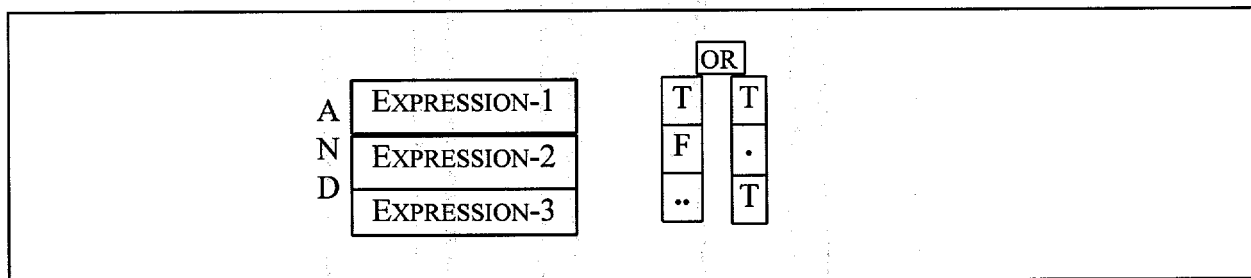 OR
A EXPRESSION-1 T T
N EXPRESSION-2 F .
D EXPRESSION-3 .. T